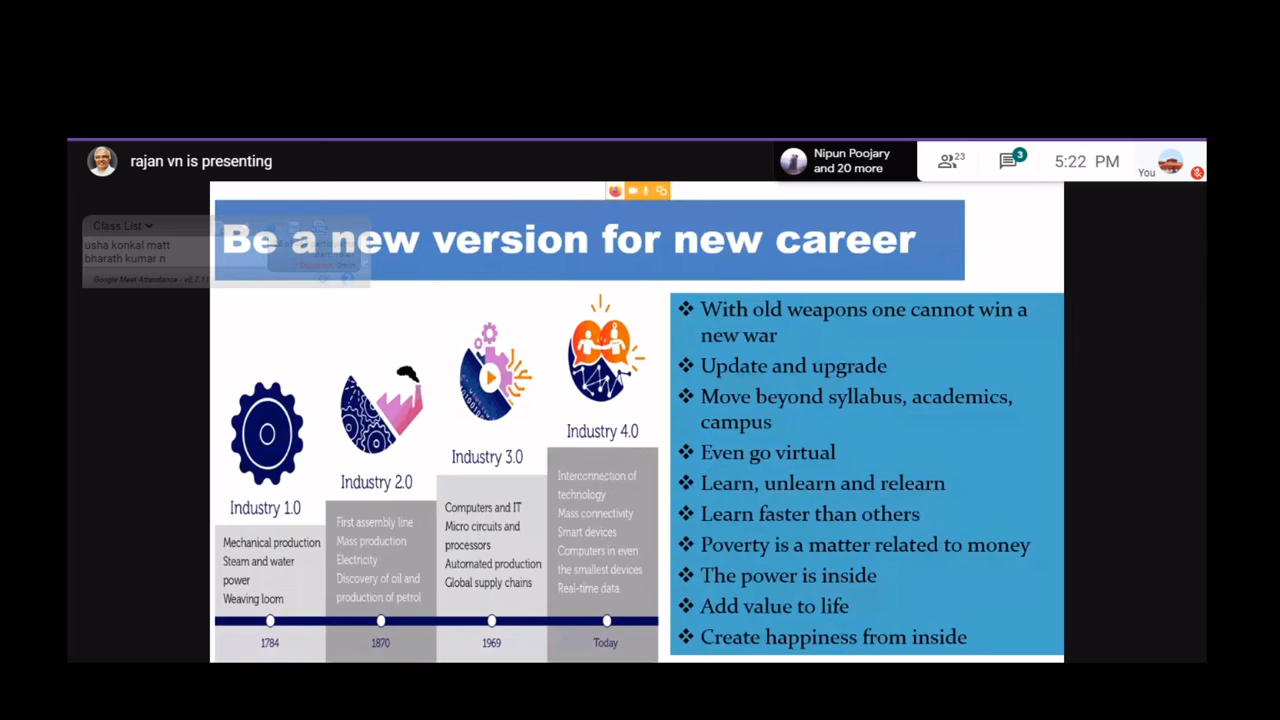 rajan vn is presenting
Nipun Poojary
and 20 more
23
3
5:22 PM
You
Class List
usha konkal matt
bharath kumar n
Google Meet Attendance - v0.7.11
Be a new version for new career
Industry 1.0
Mechanical production
Steam and water
power
Weaving loom
1784
Industry 2.0
First assembly line
Mass production
Electricity
Discovery of oil and
production of petrol
1870
Industry 3.0
Computers and IT
Micro circuits and
processors
Automated production
Global supply chains
1969
Industry 4.0
Interconnection of
technology
Mass connectivity
Smart devices
Computers in even
the smallest devices
Real-time data
Today
❖ With old weapons one cannot win a
new war
❖ Update and upgrade
❖ Move beyond syllabus, academics,
campus
❖ Even go virtual
❖ Learn, unlearn and relearn
❖ Learn faster than others
❖ Poverty is a matter related to money
❖ The power is inside
❖ Add value to life
❖ Create happiness from inside